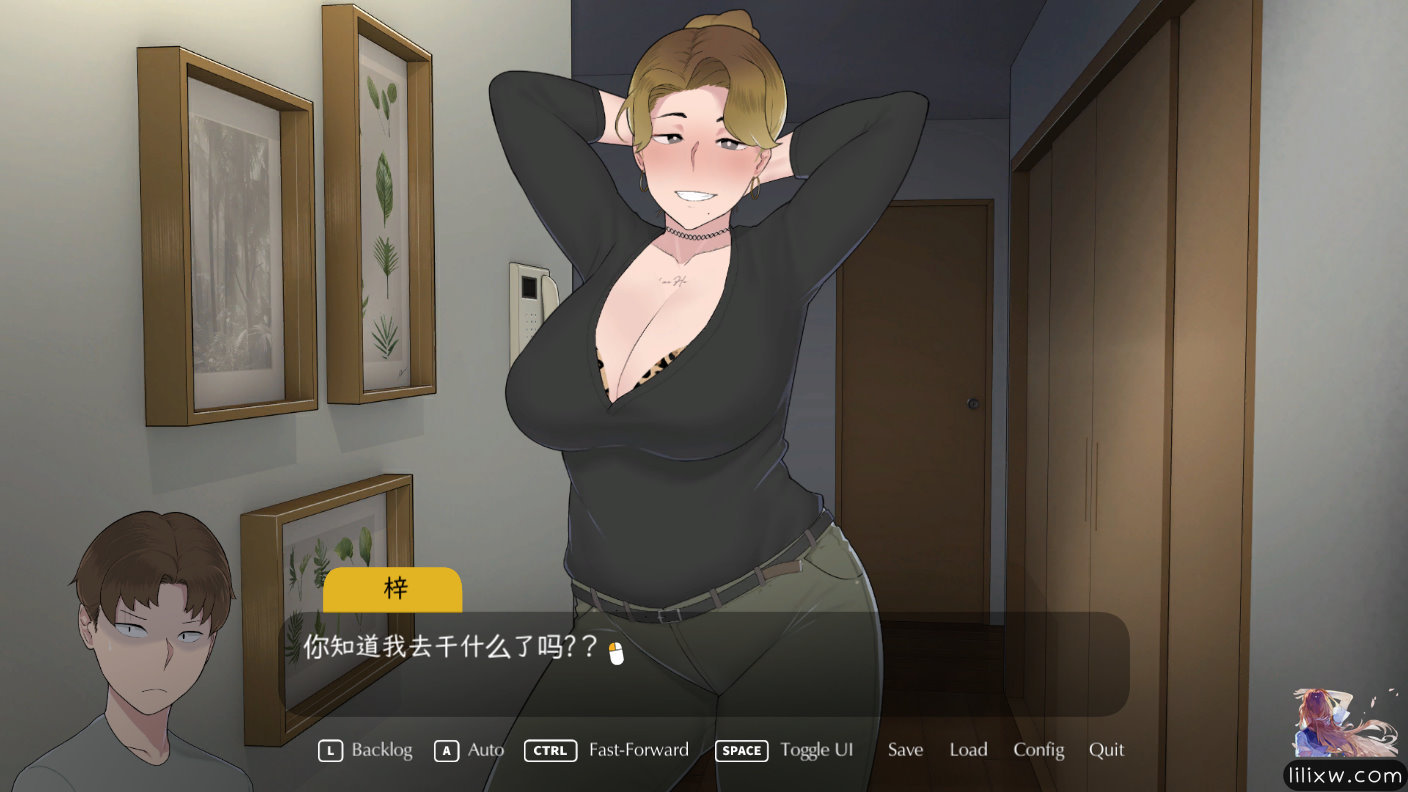 梓
你知道我去干什么了吗？？
L Backlog A Auto CTRL Fast-Forward SPACE Toggle UI Save Load Config Quit
lilixw.com